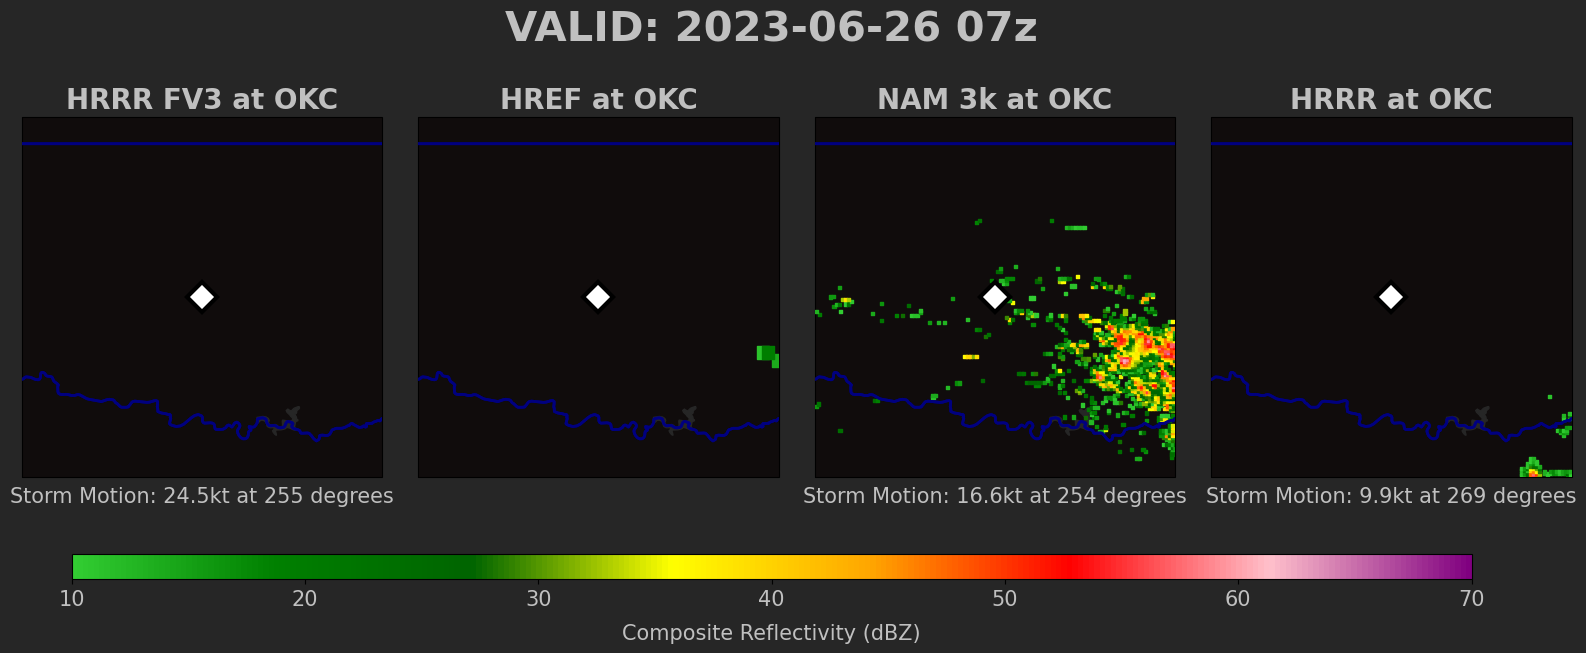 VALID: 2023-06-26 07z
HRRR FV3 at OKC
HREF at OKC
NAM 3k at OKC
HRRR at OKC
Storm Motion: 24.5kt at 255 degrees
Storm Motion: 16.6kt at 254 degrees
Storm Motion: 9.9kt at 269 degrees
10 20 30 40 50 60 70
Composite Reflectivity (dBZ)